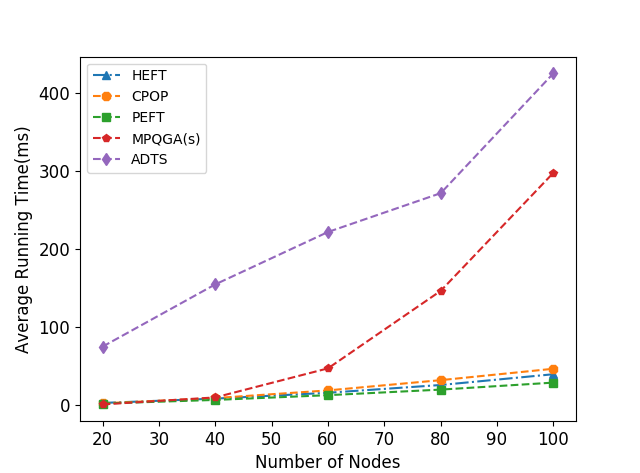 HEFT
CPOP
PEFT
MPQGA(s)
ADTS
Average Running Time(ms)
400
300
200
100
0
20 30 40 50 60 70 80 90 100
Number of Nodes